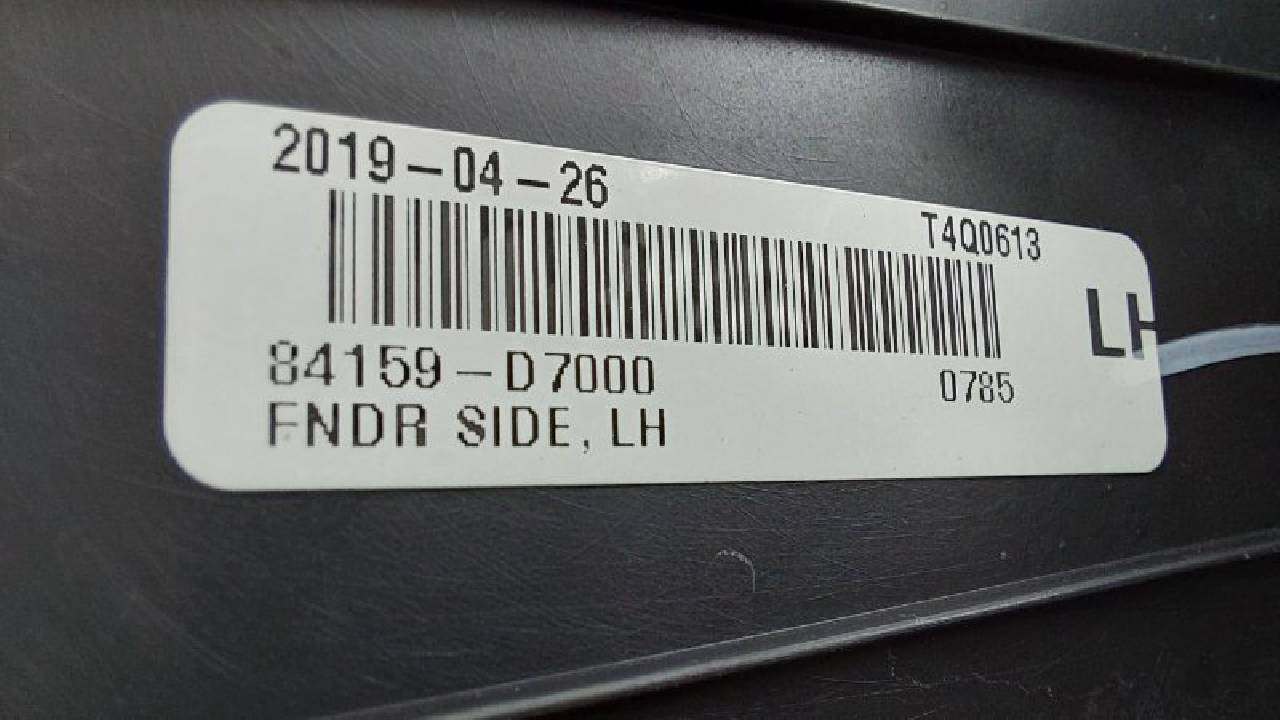 2019-04-26
T4Q0613
LH
84159-D7000
0785
FNDR SIDE, LH